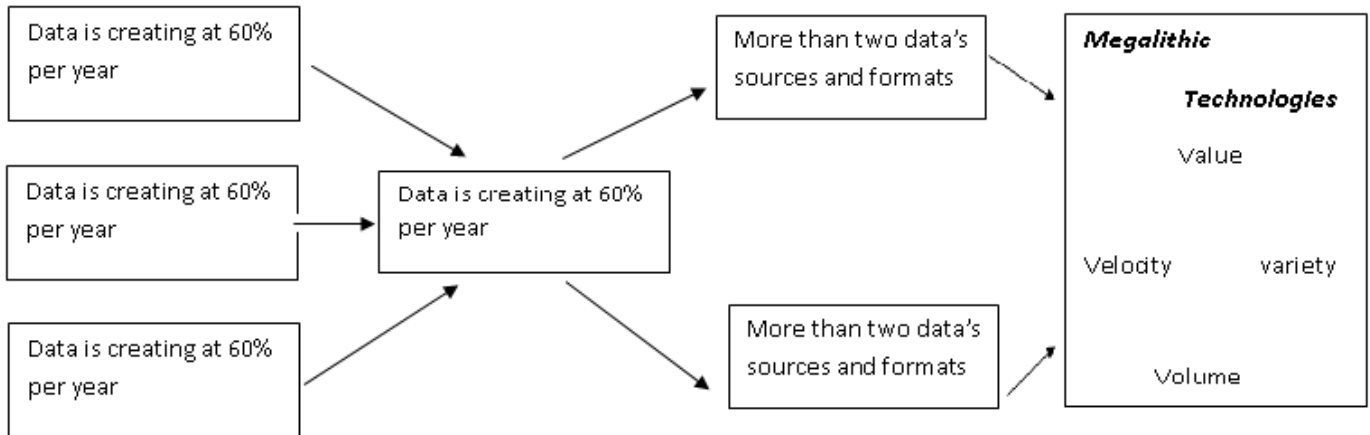 Data is creating at 60%
per year
Data is creating at 60%
per year
Data is creating at 60%
per year
Data is creating at 60%
per year
More than two data's
sources and formats
More than two data's
sources and formats
Megalithic
Technologies
Value
Velocity variety
Volume